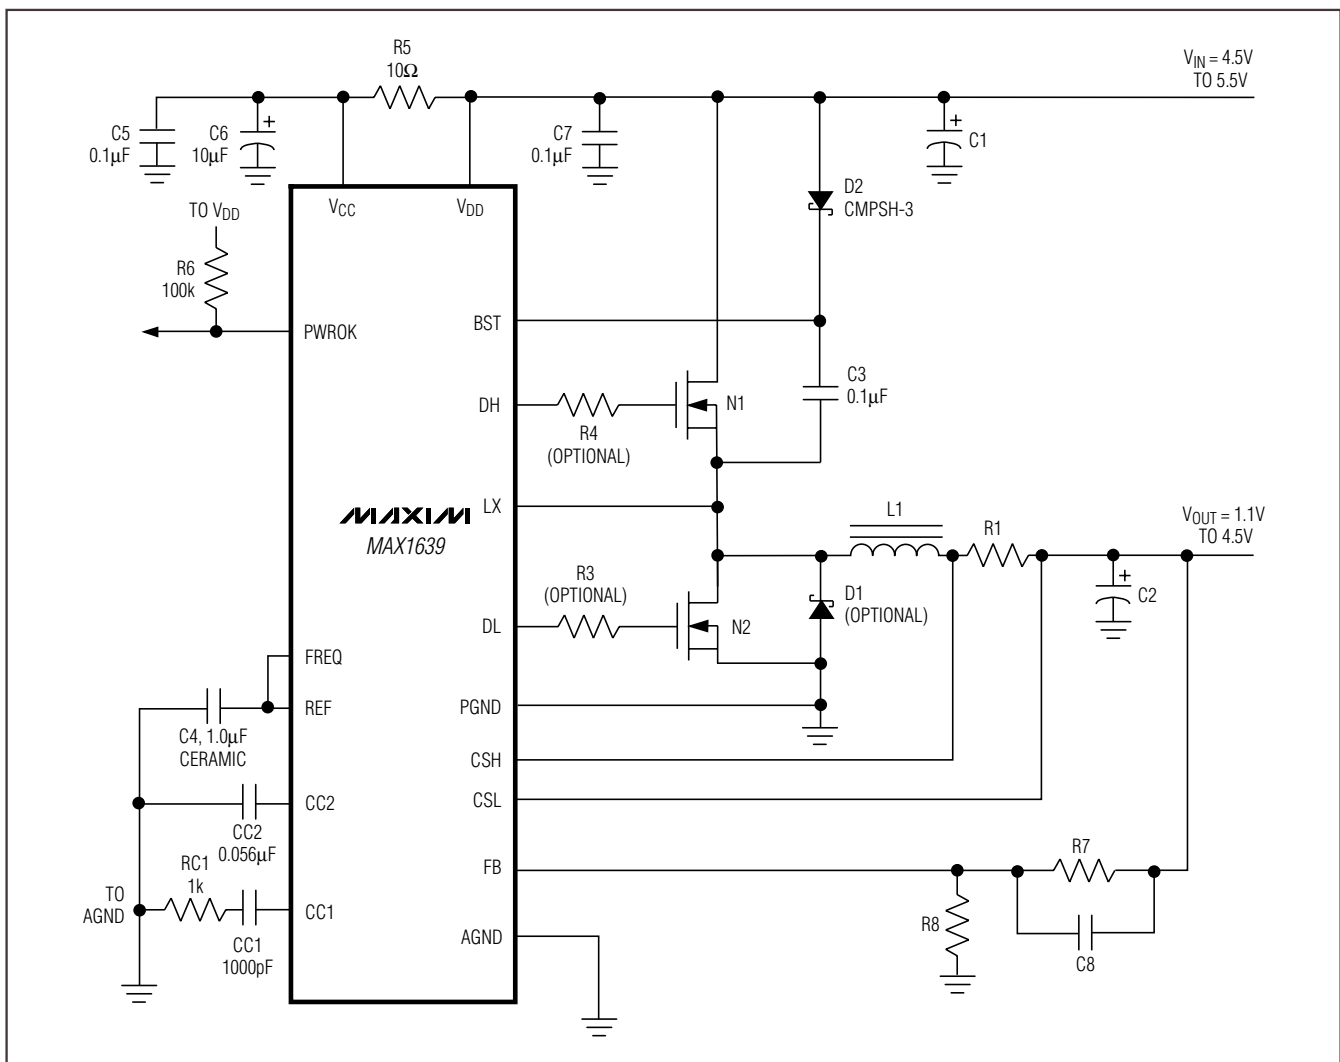 R5
10Ω
V_IN = 4.5V
TO 5.5V
C5
0.1µF
C6
10µF
+
C7
0.1µF
+
C1
TO V_DD
V_CC
V_DD
D2
CMPSH-3
R6
100k
PWROK
BST
C3
0.1µF
DH
R4
(OPTIONAL)
N1
LX
MAXIM
MAX1639
L1
R1
V_OUT = 1.1V
TO 4.5V
R3
(OPTIONAL)
DL
N2
D1
(OPTIONAL)
+
C2
FREQ
REF
C4, 1.0µF
CERAMIC
PGND
CSH
CSL
CC2
CC2
0.056µF
RC1
1k
TO
AGND
CC1
CC1
1000pF
FB
R7
R8
C8
AGND